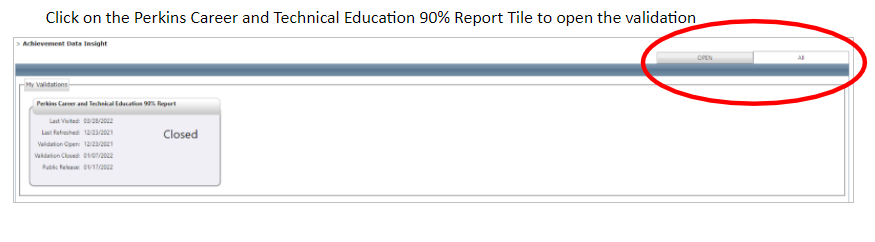 Click on the Perkins Career and Technical Education 90% Report Tile to open the validation
> Achievement Data Insight
OPEN All
My Validations
Perkins Career and Technical Education 90% Report
Last Visited: 03/28/2022
Last Refreshed: 12/23/2021 Closed
Validation Open: 12/23/2021
Validation Closed: 01/07/2022
Public Release: 01/17/2022